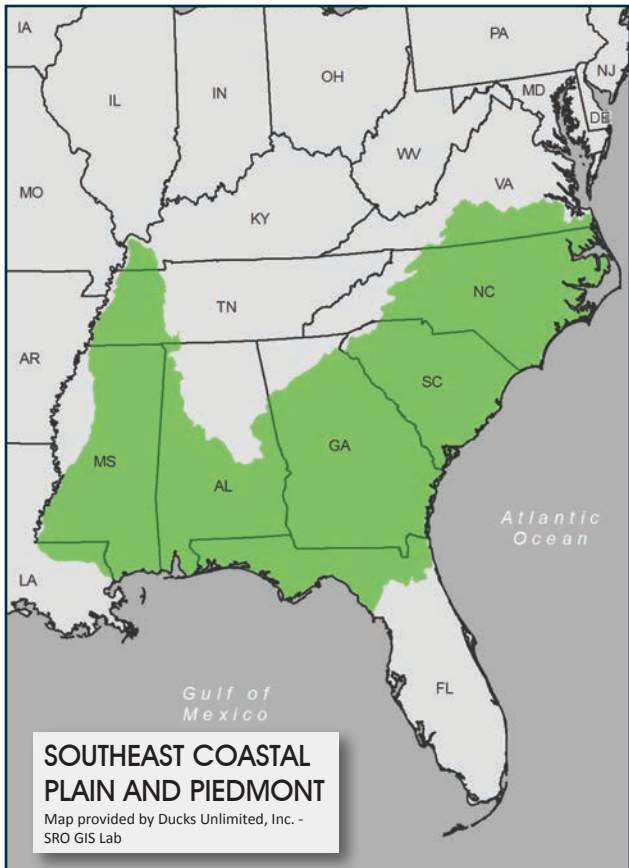 IA
PA
NJ
OH
IL
IN
MD
DE
WV
MO
VA
KY
NC
TN
AR
SC
MS
GA
AL
Atlantic
Ocean
LA
FL
Gulf of
Mexico
SOUTHEAST COASTAL
PLAIN AND PIEDMONT
Map provided by Ducks Unlimited, Inc. -
SRO GIS Lab